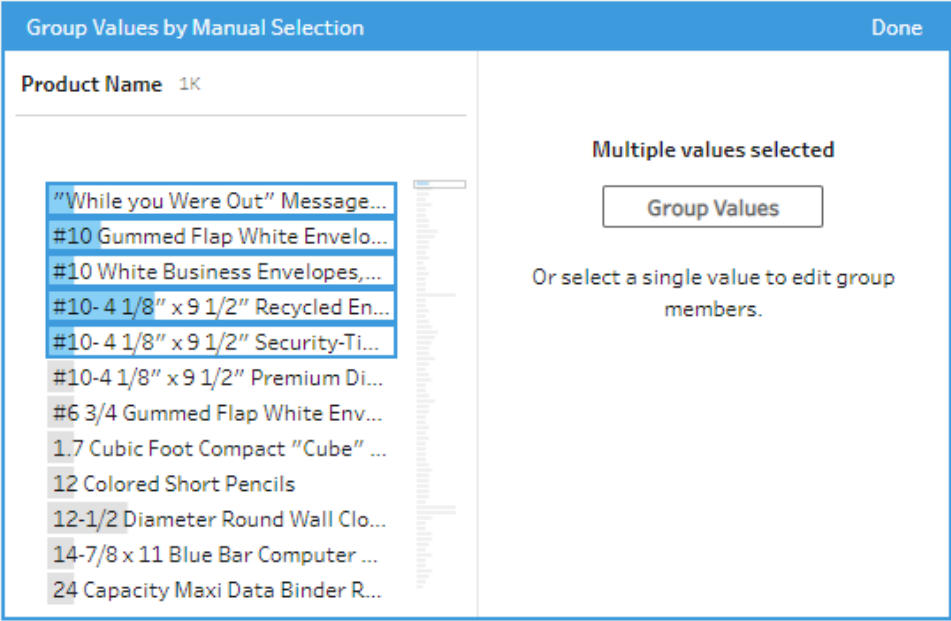 Group Values by Manual Selection Done
Product Name 1K
Multiple values selected
Group Values
Or select a single value to edit group
members.
"While you Were Out" Message...
#10 Gummed Flap White Envelo...
#10 White Business Envelopes,...
#10- 4 1/8" x 9 1/2" Recycled En...
#10- 4 1/8" x 9 1/2" Security-Ti...
#10-4 1/8" x 9 1/2" Premium Di...
#6 3/4 Gummed Flap White Env...
1.7 Cubic Foot Compact "Cube" ...
12 Colored Short Pencils
12-1/2 Diameter Round Wall Clo...
14-7/8 x 11 Blue Bar Computer ...
24 Capacity Maxi Data Binder R...